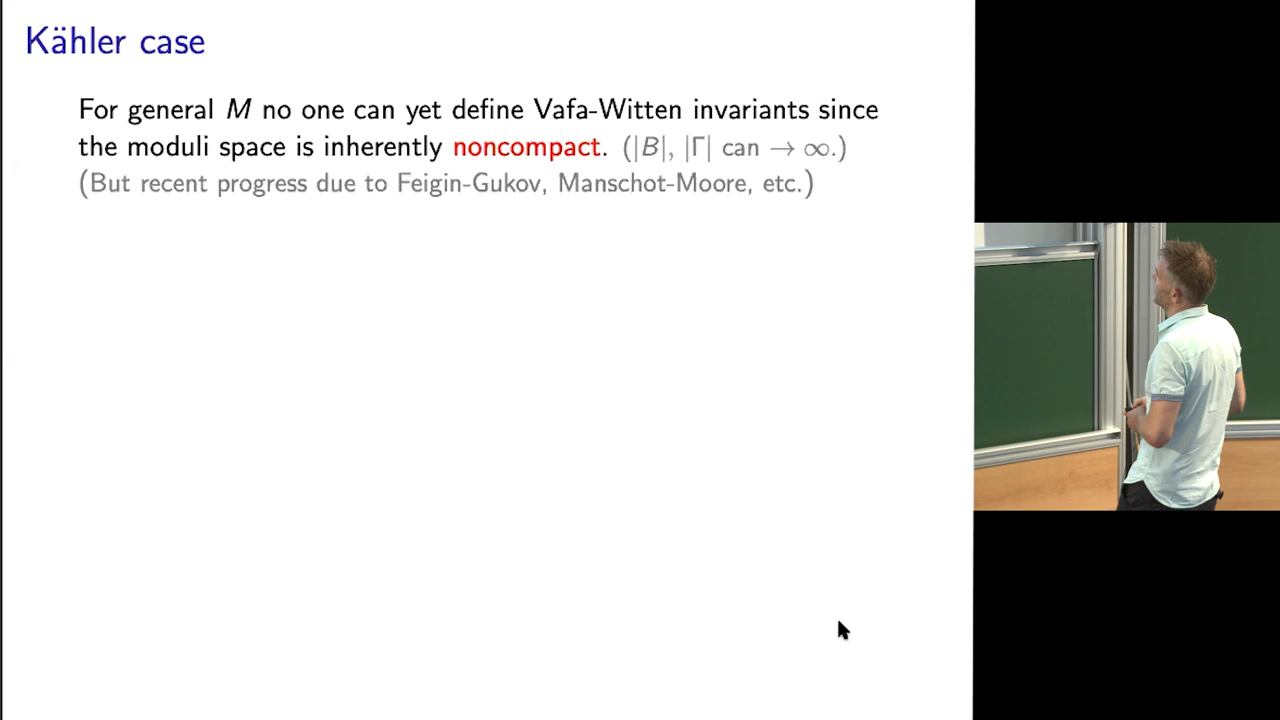 Kähler case
For general M no one can yet define Vafa-Witten invariants since
the moduli space is inherently noncompact. (|B|, |Γ| can → ∞.)
(But recent progress due to Feigin-Gukov, Manschot-Moore, etc.)